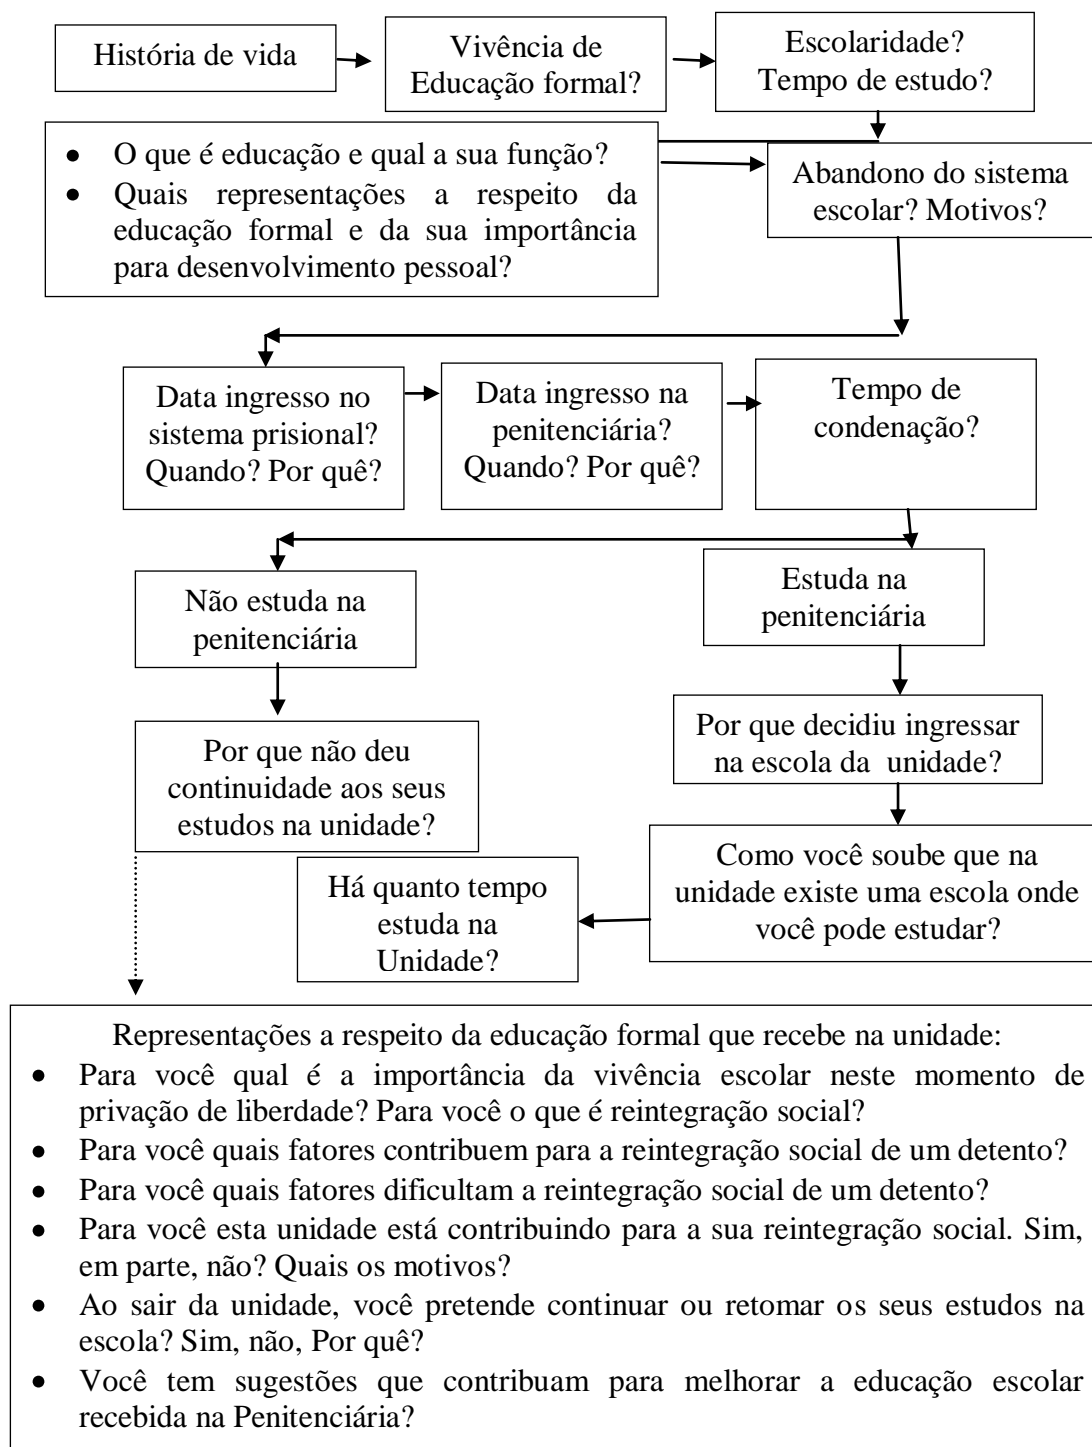 História de vida
Vivência de
Educação formal?
Escolaridade?
Tempo de estudo?
• O que é educação e qual a sua função?
• Quais representações a respeito da
educação formal e da sua importância
para desenvolvimento pessoal?
Abandono do sistema
escolar? Motivos?
Data ingresso no
sistema prisional?
Quando? Por quê?
Data ingresso na
penitenciária?
Quando? Por quê?
Tempo de
condenação?
Não estuda na
penitenciária
Estuda na
penitenciária
Por que não deu
continuidade aos seus
estudos na unidade?
Por que decidiu ingressar
na escola da unidade?
Como você soube que na
unidade existe uma escola onde
você pode estudar?
Há quanto tempo
estuda na
Unidade?
Representações a respeito da educação formal que recebe na unidade:
• Para você qual é a importância da vivência escolar neste momento de
privação de liberdade? Para você o que é reintegração social?
• Para você quais fatores contribuem para a reintegração social de um detento?
• Para você quais fatores dificultam a reintegração social de um detento?
• Para você esta unidade está contribuindo para a sua reintegração social. Sim,
em parte, não? Quais os motivos?
• Ao sair da unidade, você pretende continuar ou retomar os seus estudos na
escola? Sim, não, Por quê?
• Você tem sugestões que contribuam para melhorar a educação escolar
recebida na Penitenciária?